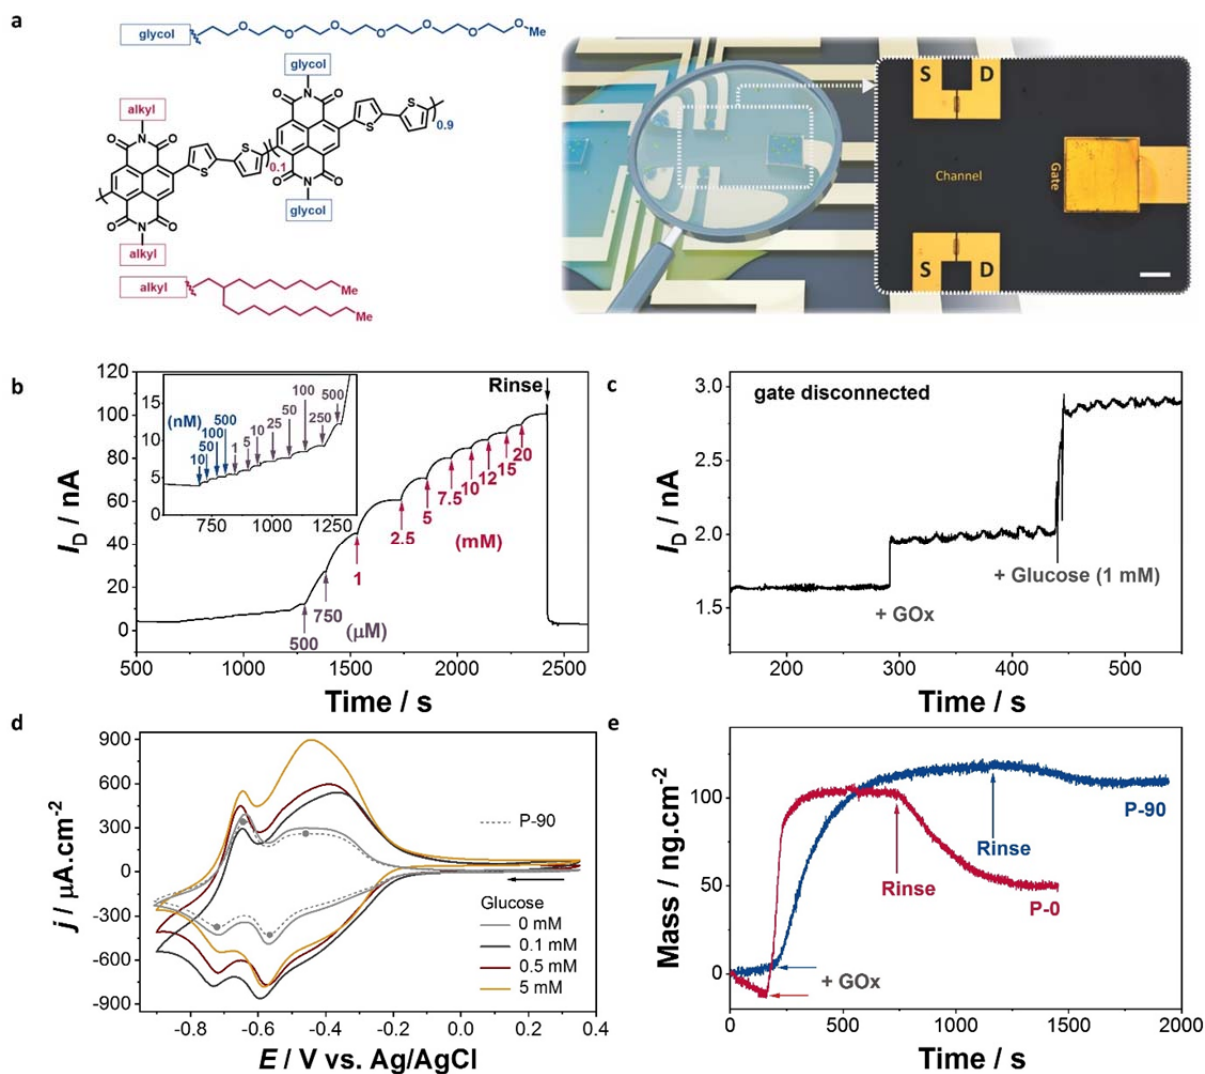 a
glycol
O
O
O
O
O
O
OMe
glycol
alkyl
O
N
O
O
N
O
S
S
S
S
0.9
0.1
O
N
O
O
N
O
glycol
alkyl
alkyl
Me
Me
S
D
Channel
Gate
S
D
b
120
100
80
60
40
20
0
I_D / nA
500
1000
1500
2000
2500
Time / s
Rinse
15
10
5
0
750
1000
1250
(nM)
10
50
100
500
1
5
10
25
50
100
250
500
500
750
(μM)
1
2.5
5
7.5
10
12
15
20
(mM)
c
gate disconnected
3.0
2.5
2.0
1.5
I_D / nA
+ GOx
+ Glucose (1 mM)
200
300
400
500
Time / s
d
900
600
300
0
-300
-600
-900
j / μA.cm-2
P-90
Glucose
0 mM
0.1 mM
0.5 mM
5 mM
-0.8
-0.6
-0.4
-0.2
0.0
0.2
0.4
E / V vs. Ag/AgCl
e
100
50
0
Mass / ng.cm-2
P-90
Rinse
Rinse
P-0
+ GOx
0
500
1000
1500
2000
Time / s